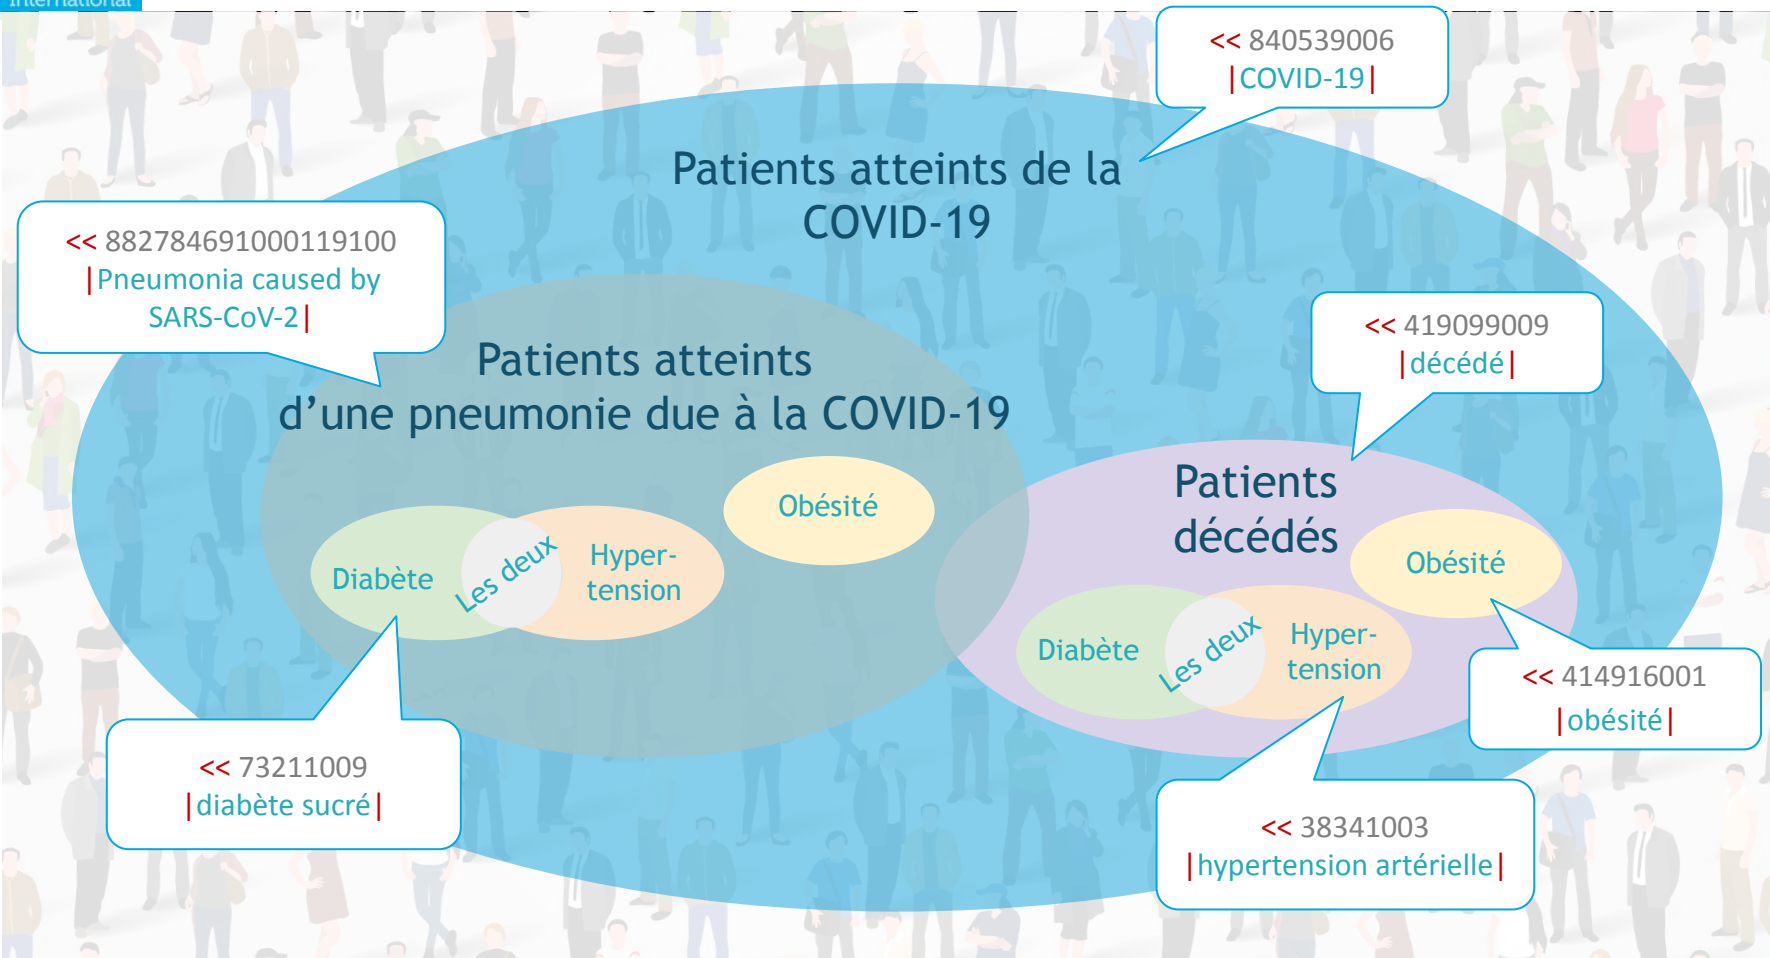 International
<< 840539006
|COVID-19|
Patients atteints de la
COVID-19
<< 882784691000119100
|Pneumonia caused by
SARS-CoV-2|
<< 419099009
|décédé|
Patients atteints
d’une pneumonie due à la COVID-19
Patients
décédés
Obésité
Diabète
Les deux
Hyper-
tension
Obésité
Diabète
Les deux
Hyper-
tension
<< 414916001
|obésité|
<< 73211009
|diabète sucré|
<< 38341003
|hypertension artérielle|